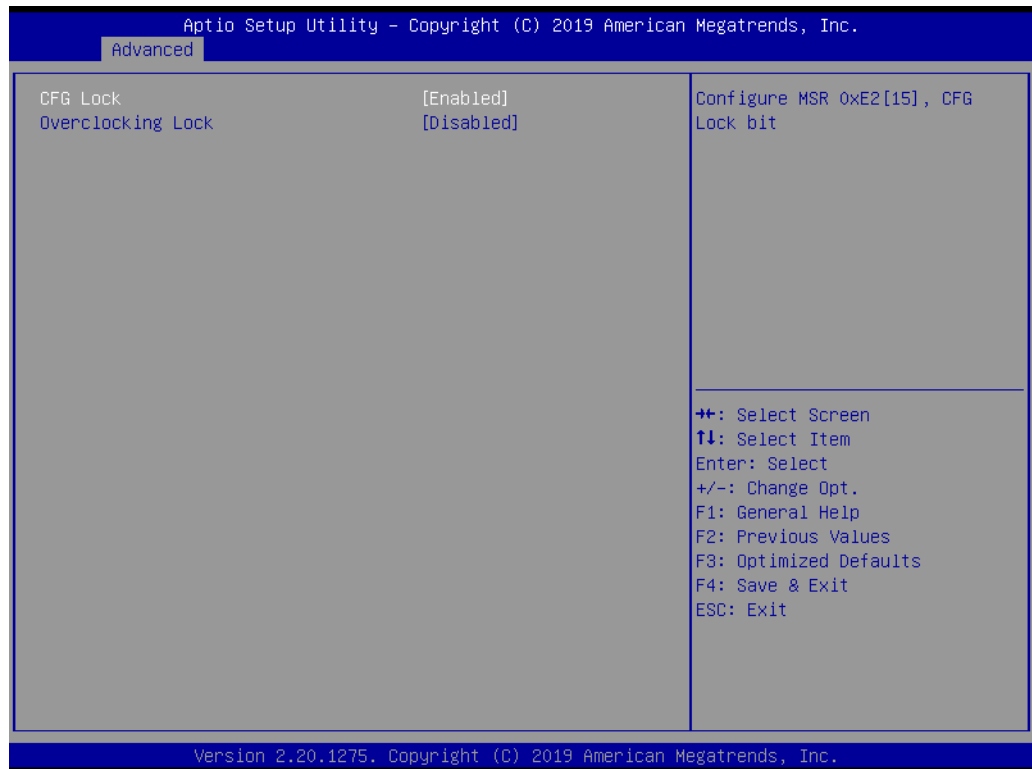 Aptio Setup Utility – Copyright (C) 2019 American Megatrends, Inc.
Advanced
CFG Lock [Enabled]
Overclocking Lock [Disabled]
Configure MSR 0xE2[15], CFG
Lock bit
→←: Select Screen
↑↓: Select Item
Enter: Select
+/-: Change Opt.
F1: General Help
F2: Previous Values
F3: Optimized Defaults
F4: Save & Exit
ESC: Exit
Version 2.20.1275. Copyright (C) 2019 American Megatrends, Inc.